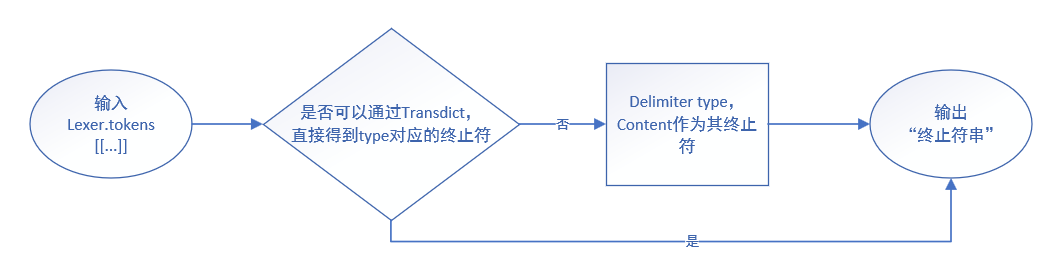 输入
Lexer.tokens
[[...]]
是否可以通过Transdict，
直接得到type对应的终止符
否
Delimiter type，
Content作为其终止
符
输出
“终止符串”
是